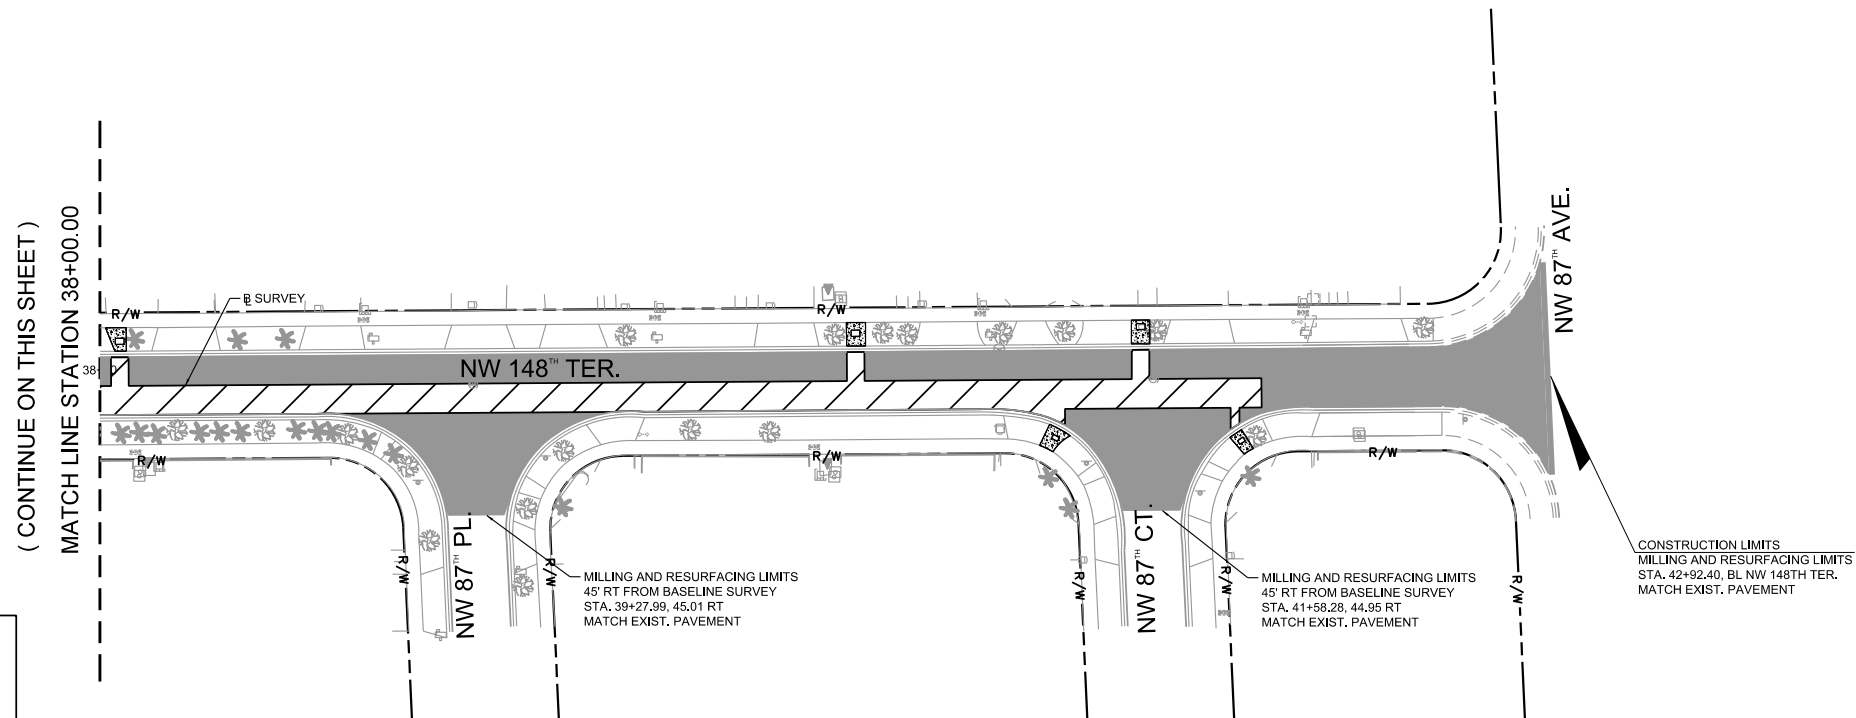 ( CONTINUE ON THIS SHEET )
MATCH LINE STATION 38+00.00
BL SURVEY
R/W
R/W
NW 148TH TER.
NW 87TH AVE.
R/W
R/W
R/W
R/W
R/W
R/W
R/W
R/W
NW 87TH PL.
NW 87TH CT.
MILLING AND RESURFACING LIMITS
45' RT FROM BASELINE SURVEY
STA. 39+27.99, 45.01 RT
MATCH EXIST. PAVEMENT
MILLING AND RESURFACING LIMITS
45' RT FROM BASELINE SURVEY
STA. 41+58.28, 44.95 RT
MATCH EXIST. PAVEMENT
CONSTRUCTION LIMITS
MILLING AND RESURFACING LIMITS
STA. 42+92.40, BL NW 148TH TER.
MATCH EXIST. PAVEMENT